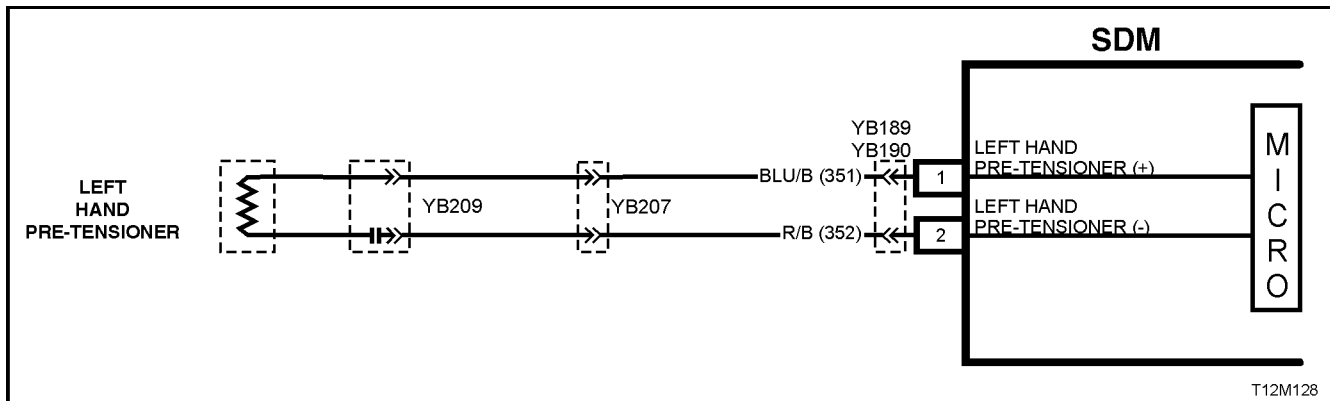 SDM
YB189
YB190
LEFT HAND
PRE-TENSIONER (+)
BLU/B (351)
1
LEFT
HAND
PRE-TENSIONER
YB209
YB207
LEFT HAND
PRE-TENSIONER (-)
R/B (352)
2
MICRO
T12M128